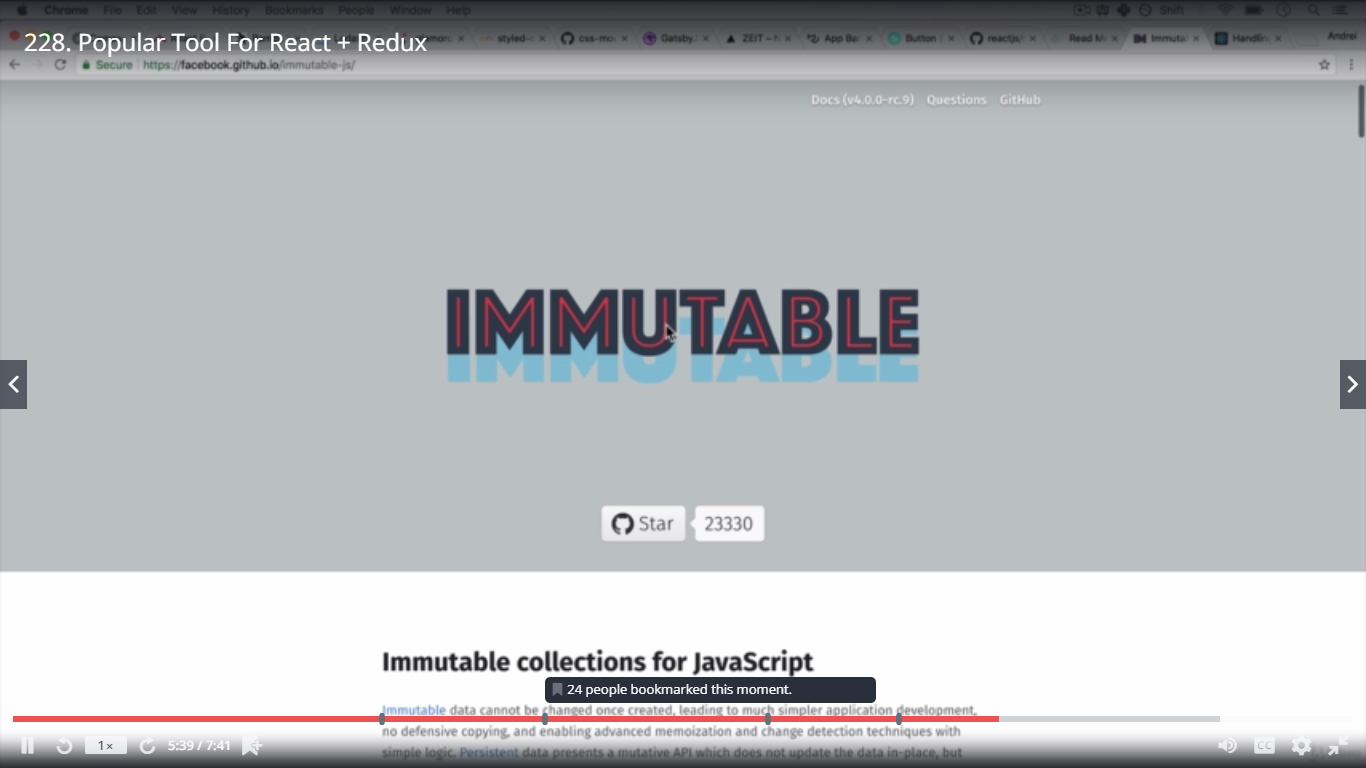 Chrome File Edit View History Bookmarks People Window Help Shift
228. Popular Tool For React + Redux
styled-c css-mo Gatsby. ZEIT – App Ba Button reactjs/ Read M Immuta Handlin Andrei
Secure https://facebook.github.io/immutable-js/
Docs (v4.0.0-rc.9) Questions GitHub
IMMUTABLE
Star 23330
Immutable collections for JavaScript
24 people bookmarked this moment.
Immutable data cannot be changed once created, leading to much simpler application development,
no defensive copying, and enabling advanced memoization and change detection techniques with
simple logic. Persistent data presents a mutative API which does not update the data in-place, but
1× 5:39 / 7:41 CC